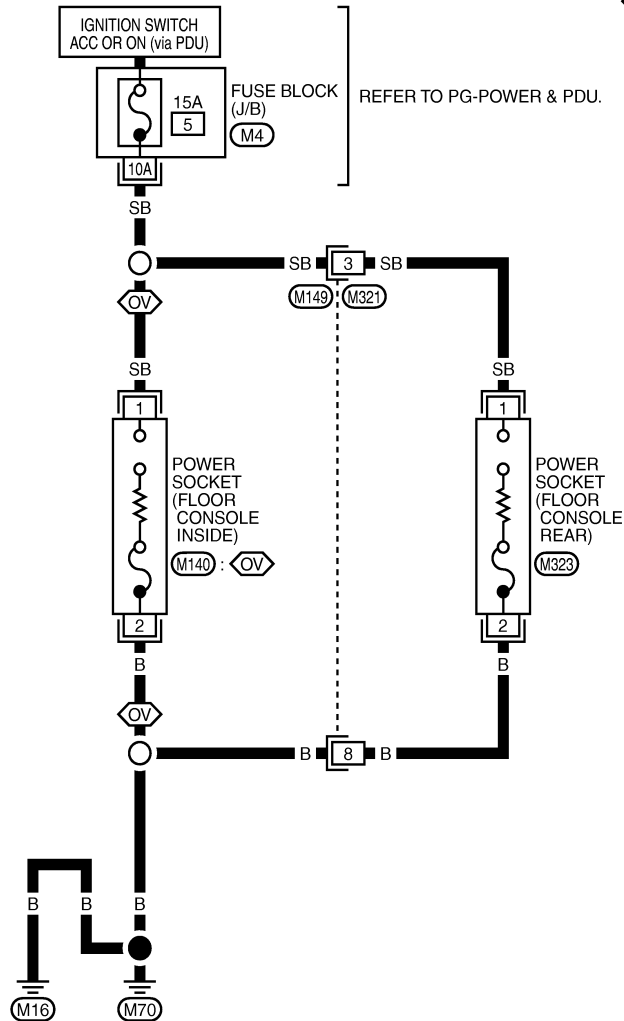 IGNITION SWITCH
ACC OR ON (via PDU)
15A
5
FUSE BLOCK
(J/B)
M4
REFER TO PG-POWER & PDU.
10A
SB
SB
3
SB
M149
M321
OV
SB
SB
1
1
POWER
SOCKET
(FLOOR
CONSOLE
INSIDE)
M140 : OV
POWER
SOCKET
(FLOOR
CONSOLE
REAR)
M323
2
2
B
B
OV
B
8
B
B
B
B
M16
M70